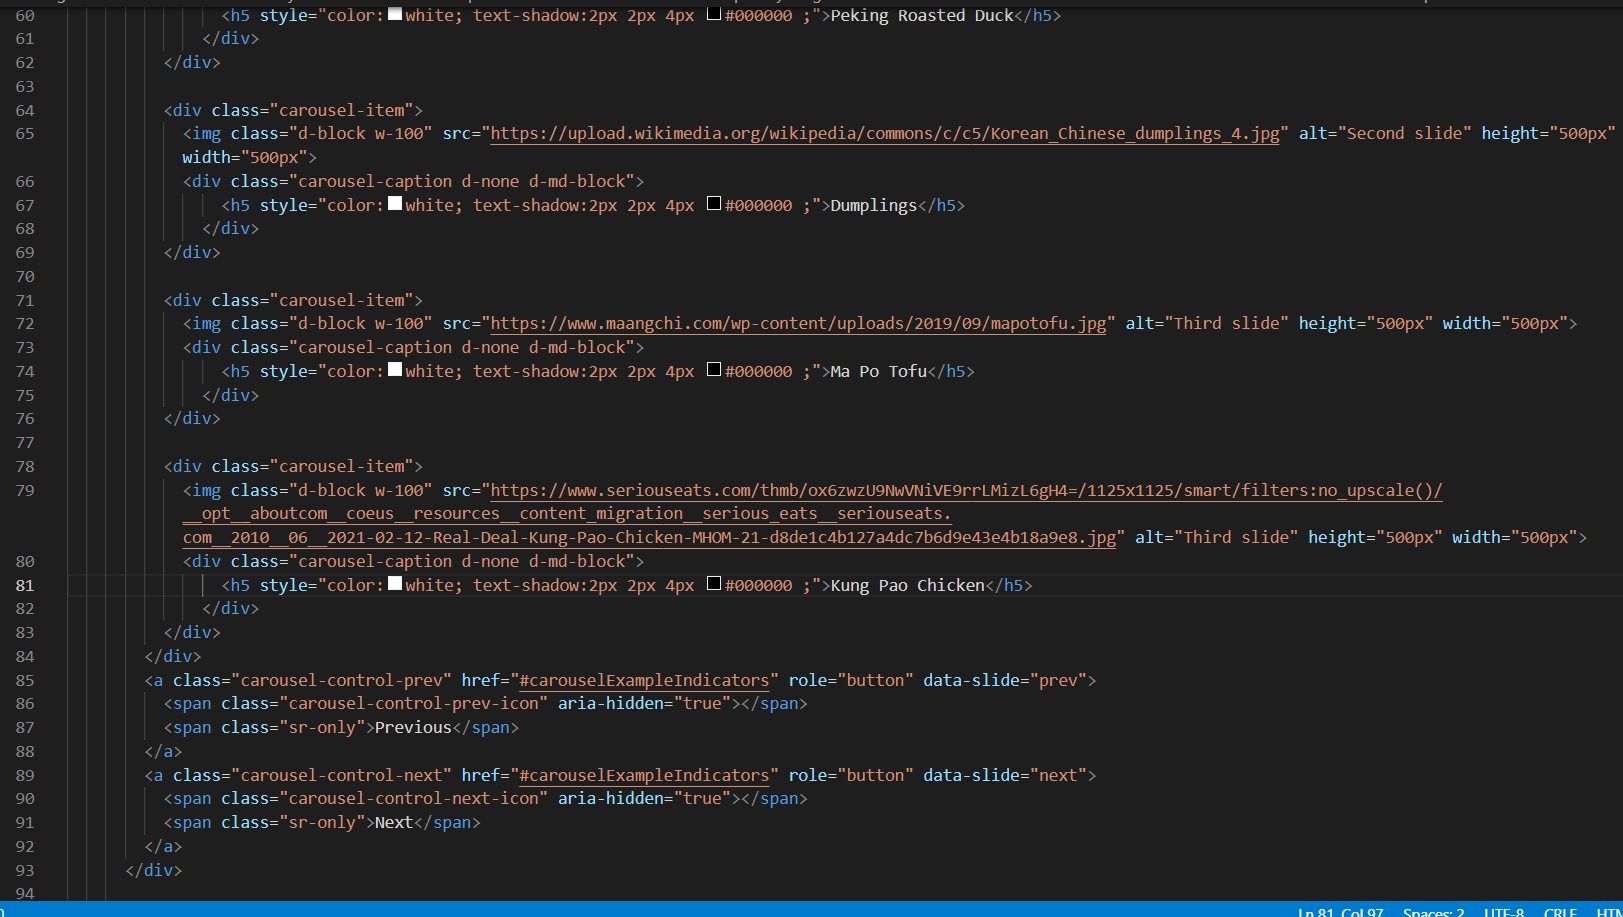 60 <h5 style="color:white; text-shadow:2px 2px 4px #000000 ;">Peking Roasted Duck</h5>
61 </div>
62 </div>
63
64 <div class="carousel-item">
65 <img class="d-block w-100" src="https://upload.wikimedia.org/wikipedia/commons/c/c5/Korean_Chinese_dumplings_4.jpg" alt="Second slide" height="500px"
width="500px">
66 <div class="carousel-caption d-none d-md-block">
67 <h5 style="color:white; text-shadow:2px 2px 4px #000000 ;">Dumplings</h5>
68 </div>
69 </div>
70
71 <div class="carousel-item">
72 <img class="d-block w-100" src="https://www.maangchi.com/wp-content/uploads/2019/09/mapotofu.jpg" alt="Third slide" height="500px" width="500px">
73 <div class="carousel-caption d-none d-md-block">
74 <h5 style="color:white; text-shadow:2px 2px 4px #000000 ;">Ma Po Tofu</h5>
75 </div>
76 </div>
77
78 <div class="carousel-item">
79 <img class="d-block w-100" src="https://www.seriouseats.com/thmb/ox6zwzU9NwVNiVE9rrLMizL6gH4=/1125x1125/smart/filters:no_upscale()/
__opt__aboutcom__coeus__resources__content_migration__serious_eats__seriouseats.
com__2010__06__2021-02-12-Real-Deal-Kung-Pao-Chicken-MHOM-21-d8de1c4b127a4dc7b6d9e43e4b18a9e8.jpg" alt="Third slide" height="500px" width="500px">
80 <div class="carousel-caption d-none d-md-block">
81 <h5 style="color:white; text-shadow:2px 2px 4px #000000 ;">Kung Pao Chicken</h5>
82 </div>
83 </div>
84 </div>
85 <a class="carousel-control-prev" href="#carouselExampleIndicators" role="button" data-slide="prev">
86 <span class="carousel-control-prev-icon" aria-hidden="true"></span>
87 <span class="sr-only">Previous</span>
88 </a>
89 <a class="carousel-control-next" href="#carouselExampleIndicators" role="button" data-slide="next">
90 <span class="carousel-control-next-icon" aria-hidden="true"></span>
91 <span class="sr-only">Next</span>
92 </a>
93 </div>
94
Ln 81, Col 97 Spaces: 2 UTF-8 CRLF